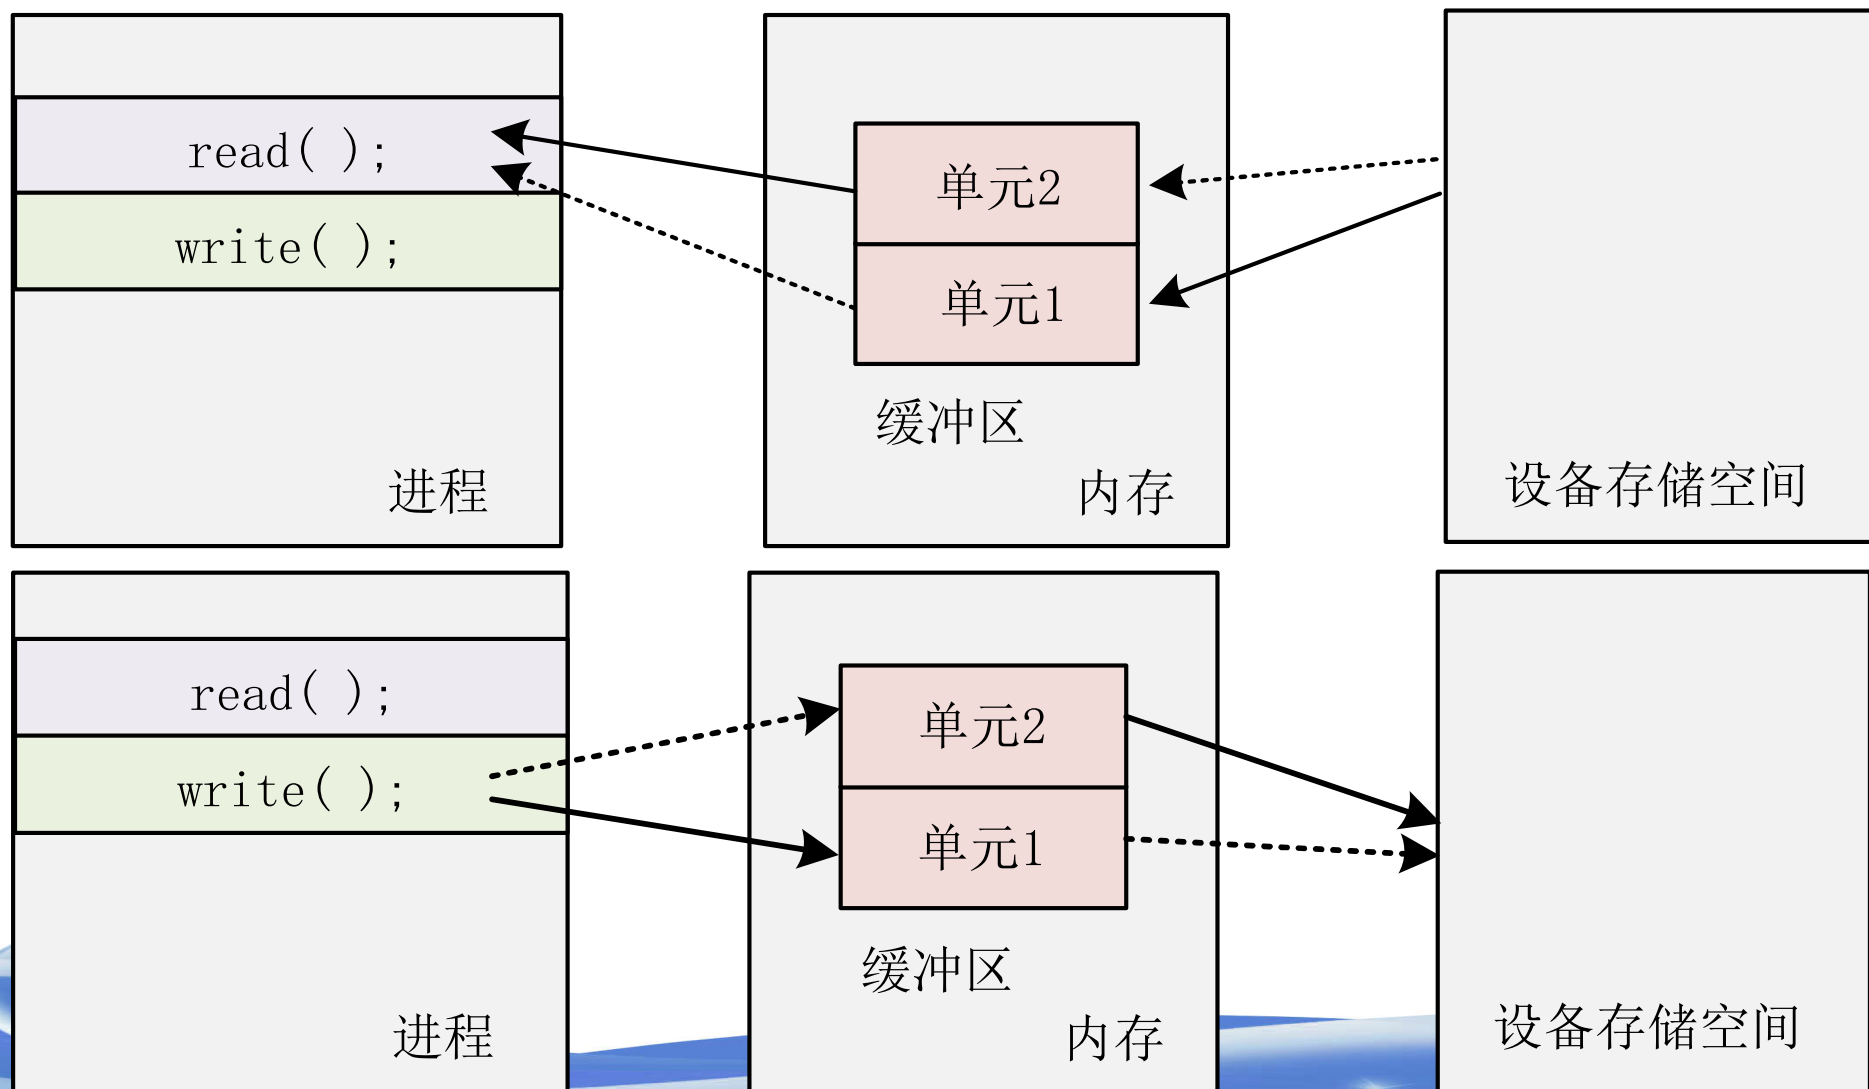 read( );
write( );
单元2
单元1
缓冲区
进程
内存
设备存储空间
read( );
write( );
单元2
单元1
缓冲区
进程
内存
设备存储空间